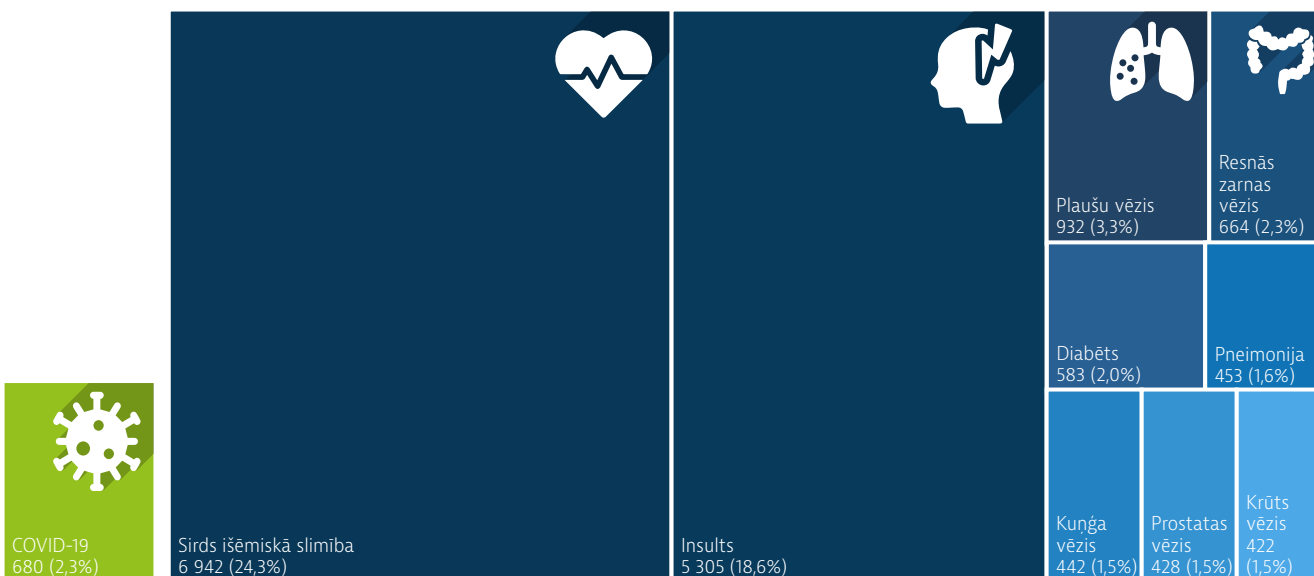 COVID-19
680 (2,3%)
Sirds išēmiskā slimība
6 942 (24,3%)
Insults
5 305 (18,6%)
Plaušu vēzis
932 (3,3%)
Resnās
zarnas
vēzis
664 (2,3%)
Diabēts
583 (2,0%)
Pneimonija
453 (1,6%)
Kuņģa
vēzis
442 (1,5%)
Prostatas
vēzis
428 (1,5%)
Krūts
vēzis
422
(1,5%)